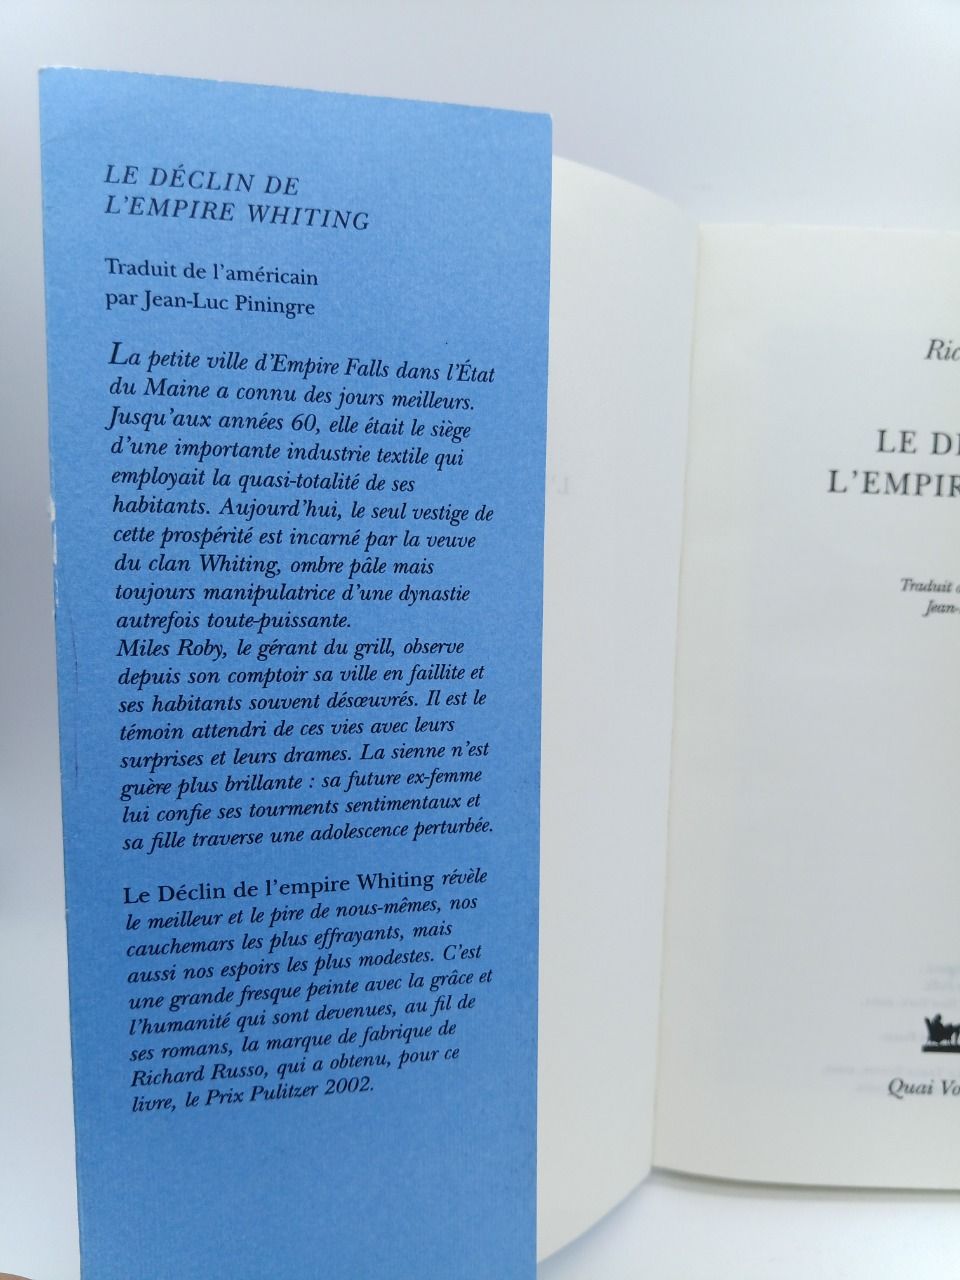 LE DÉCLIN DE
L'EMPIRE WHITING
Traduit de l'américain
par Jean-Luc Piningre
La petite ville d'Empire Falls dans l'État
du Maine a connu des jours meilleurs.
Jusqu'aux années 60, elle était le siège
d'une importante industrie textile qui
employait la quasi-totalité de ses
habitants. Aujourd'hui, le seul vestige de
cette prospérité est incarné par la veuve
du clan Whiting, ombre pâle mais
toujours manipulatrice d'une dynastie
autrefois toute-puissante.
Miles Roby, le gérant du grill, observe
depuis son comptoir sa ville en faillite et
ses habitants souvent désœuvrés. Il est le
témoin attendri de ces vies avec leurs
surprises et leurs drames. La sienne n'est
guère plus brillante : sa future ex-femme
lui confie ses tourments sentimentaux et
sa fille traverse une adolescence perturbée.
Le Déclin de l'empire Whiting révèle
le meilleur et le pire de nous-mêmes, nos
cauchemars les plus effrayants, mais
aussi nos espoirs les plus modestes. C'est
une grande fresque peinte avec la grâce et
l'humanité qui sont devenues, au fil de
ses romans, la marque de fabrique de
Richard Russo, qui a obtenu, pour ce
livre, le Prix Pulitzer 2002.
Ric
LE DÉ
L'EMPIR
Traduit d
Jean-
Quai Vo